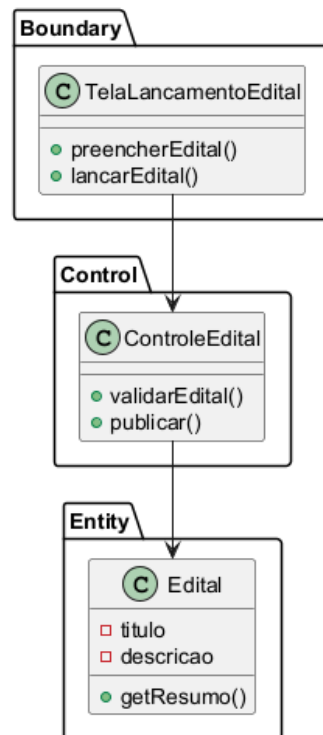 Boundary
C TelaLancamentoEdital
preencherEdital()
lancarEdital()
Control
C ControleEdital
validarEdital()
publicar()
Entity
C Edital
titulo
descricao
getResumo()